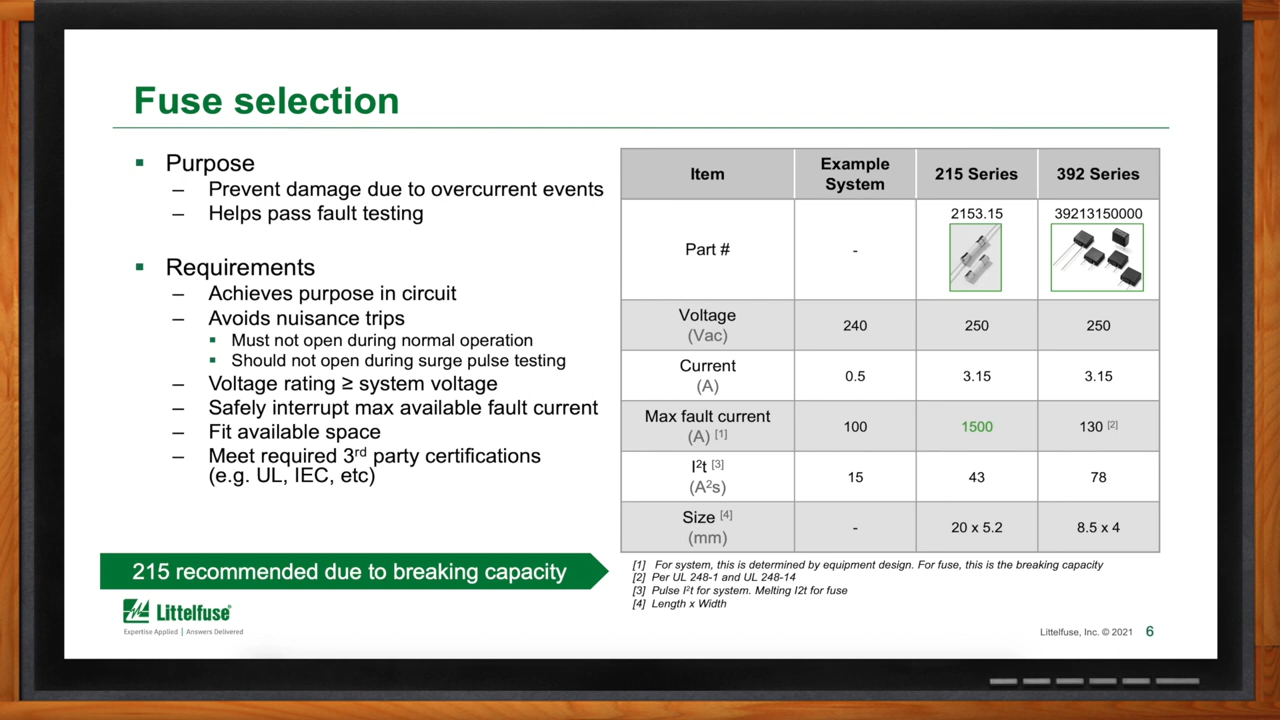 Fuse selection
Purpose
– Prevent damage due to overcurrent events
– Helps pass fault testing
Requirements
– Achieves purpose in circuit
– Avoids nuisance trips
Must not open during normal operation
Should not open during surge pulse testing
– Voltage rating ≥ system voltage
– Safely interrupt max available fault current
– Fit available space
– Meet required 3rd party certifications
(e.g. UL, IEC, etc)
215 recommended due to breaking capacity
Item | Example System | 215 Series | 392 Series
Part # | - | 2153.15 | 39213150000
Voltage (Vac) | 240 | 250 | 250
Current (A) | 0.5 | 3.15 | 3.15
Max fault current (A) [1] | 100 | 1500 | 130 [2]
I²t [3] (A²s) | 15 | 43 | 78
Size [4] (mm) | - | 20 x 5.2 | 8.5 x 4
[1] For system, this is determined by equipment design. For fuse, this is the breaking capacity
[2] Per UL 248-1 and UL 248-14
[3] Pulse I²t for system. Melting I2t for fuse
[4] Length x Width
Littelfuse®
Expertise Applied | Answers Delivered
Littelfuse, Inc. © 2021 6